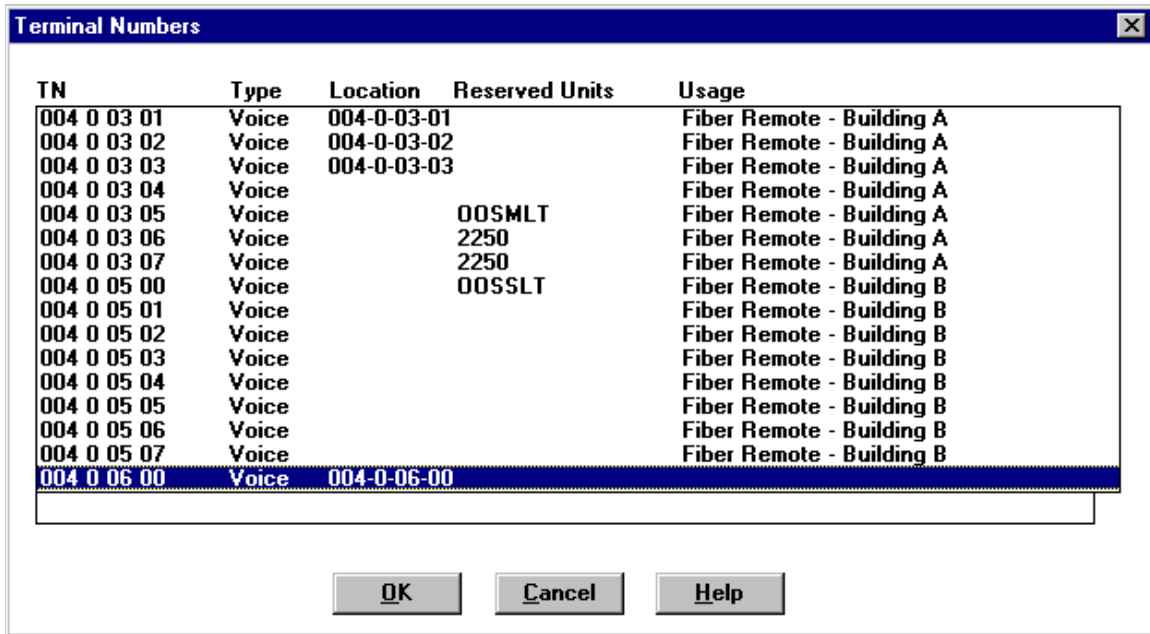 Terminal Numbers
TN Type Location Reserved Units Usage
004 0 03 01 Voice 004-0-03-01 Fiber Remote - Building A
004 0 03 02 Voice 004-0-03-02 Fiber Remote - Building A
004 0 03 03 Voice 004-0-03-03 Fiber Remote - Building A
004 0 03 04 Voice Fiber Remote - Building A
004 0 03 05 Voice OOSMLT Fiber Remote - Building A
004 0 03 06 Voice 2250 Fiber Remote - Building A
004 0 03 07 Voice 2250 Fiber Remote - Building A
004 0 05 00 Voice OOSSLT Fiber Remote - Building B
004 0 05 01 Voice Fiber Remote - Building B
004 0 05 02 Voice Fiber Remote - Building B
004 0 05 03 Voice Fiber Remote - Building B
004 0 05 04 Voice Fiber Remote - Building B
004 0 05 05 Voice Fiber Remote - Building B
004 0 05 06 Voice Fiber Remote - Building B
004 0 05 07 Voice Fiber Remote - Building B
004 0 06 00 Voice 004-0-06-00
OK Cancel Help